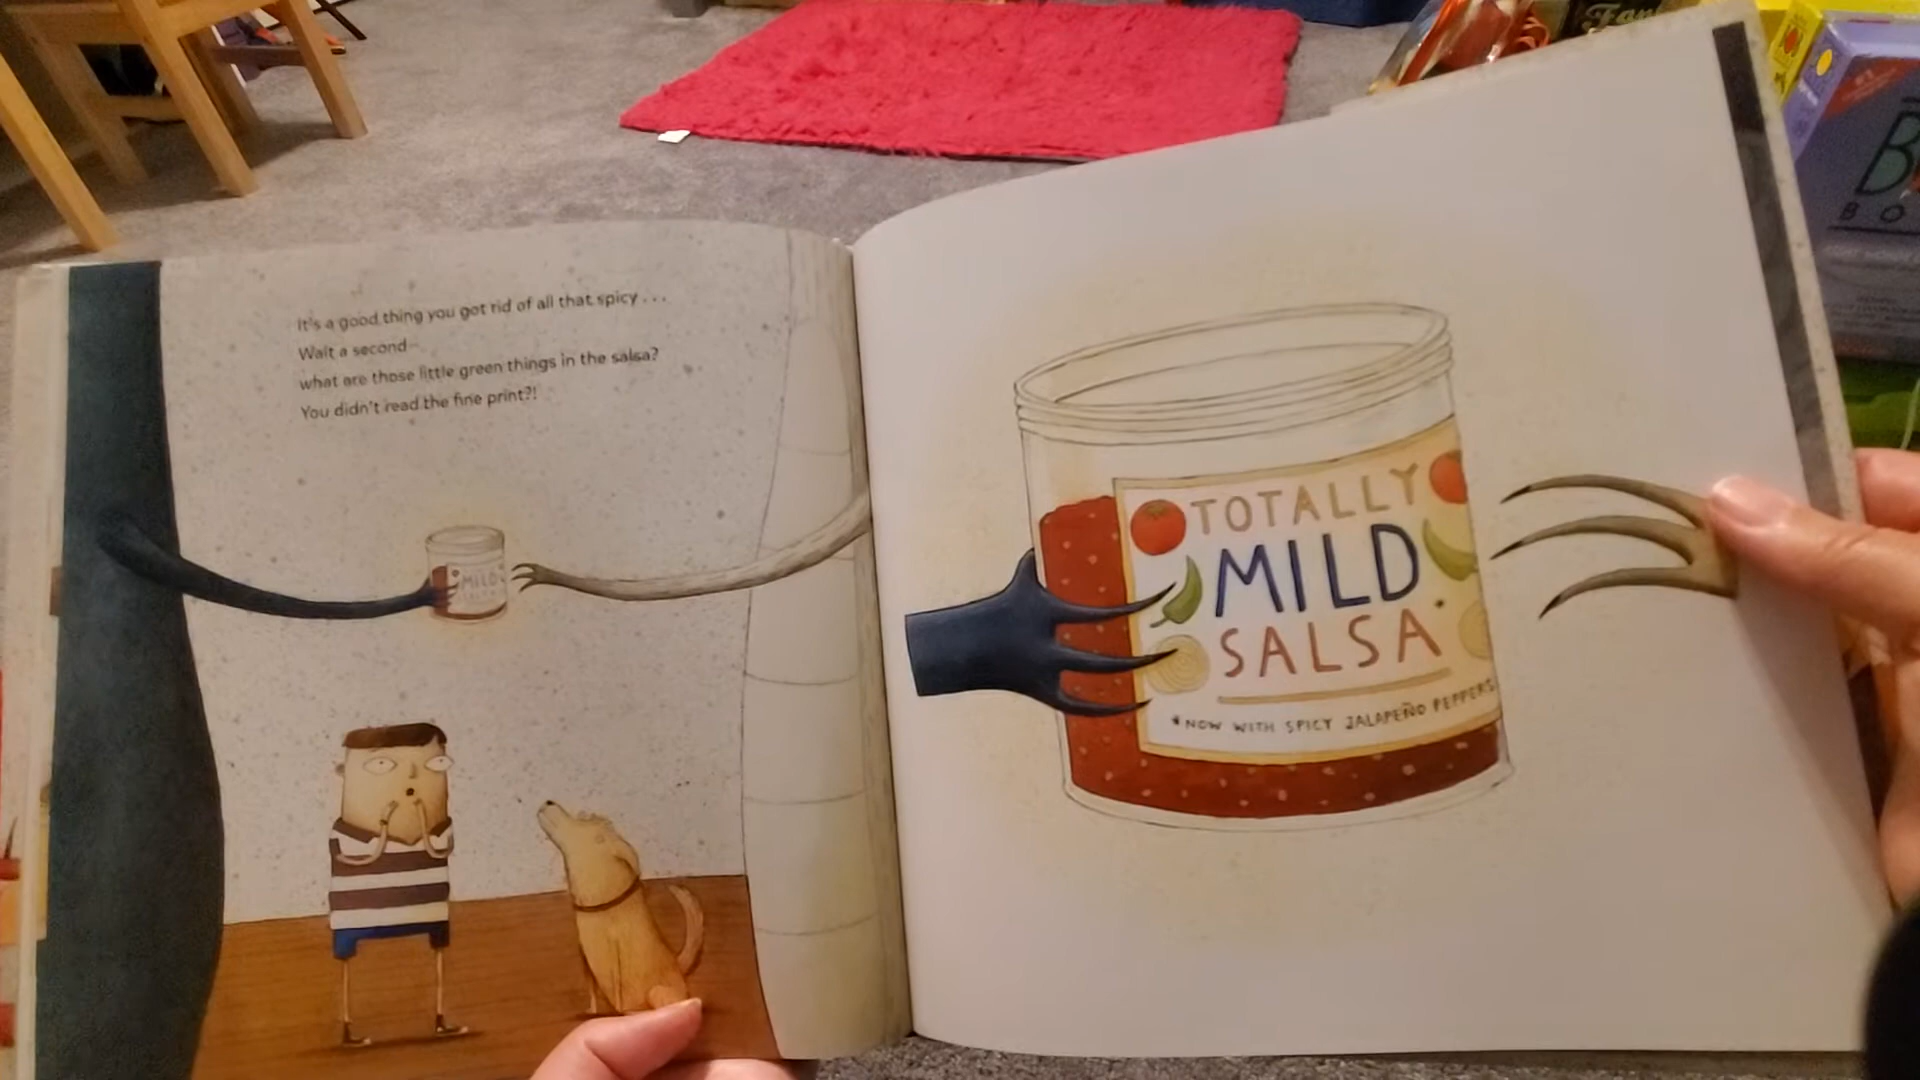 It's a good thing you got rid of all that spicy . . .
Wait a second—
what are those little green things in the salsa?
You didn't read the fine print?!
MILD
TOTALLY
MILD
SALSA*
*NOW WITH SPICY JALAPEÑO PEPPERS